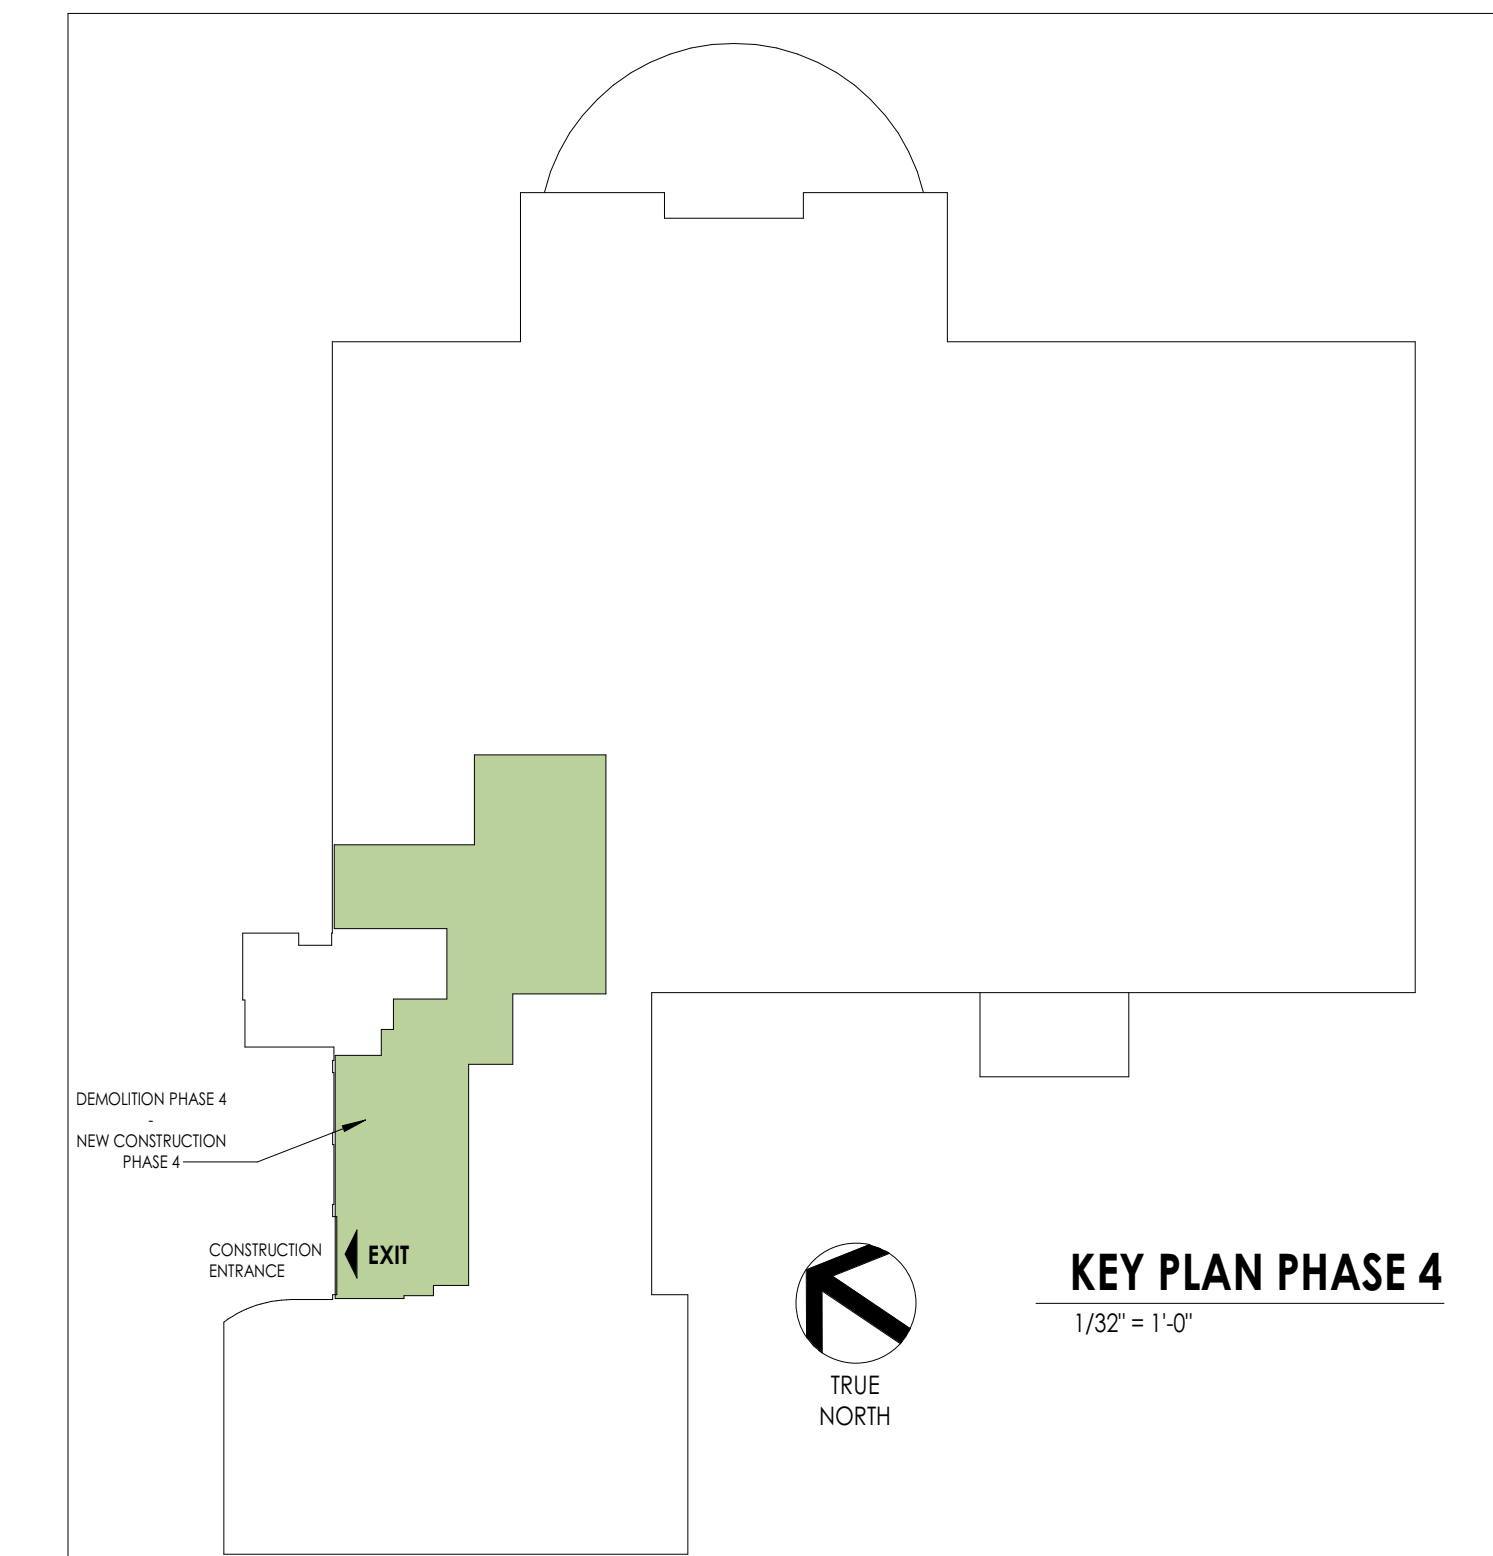 DEMOLITION PHASE 4
-
NEW CONSTRUCTION
PHASE 4
CONSTRUCTION
ENTRANCE
EXIT
TRUE
NORTH
KEY PLAN PHASE 4
1/32" = 1'-0"